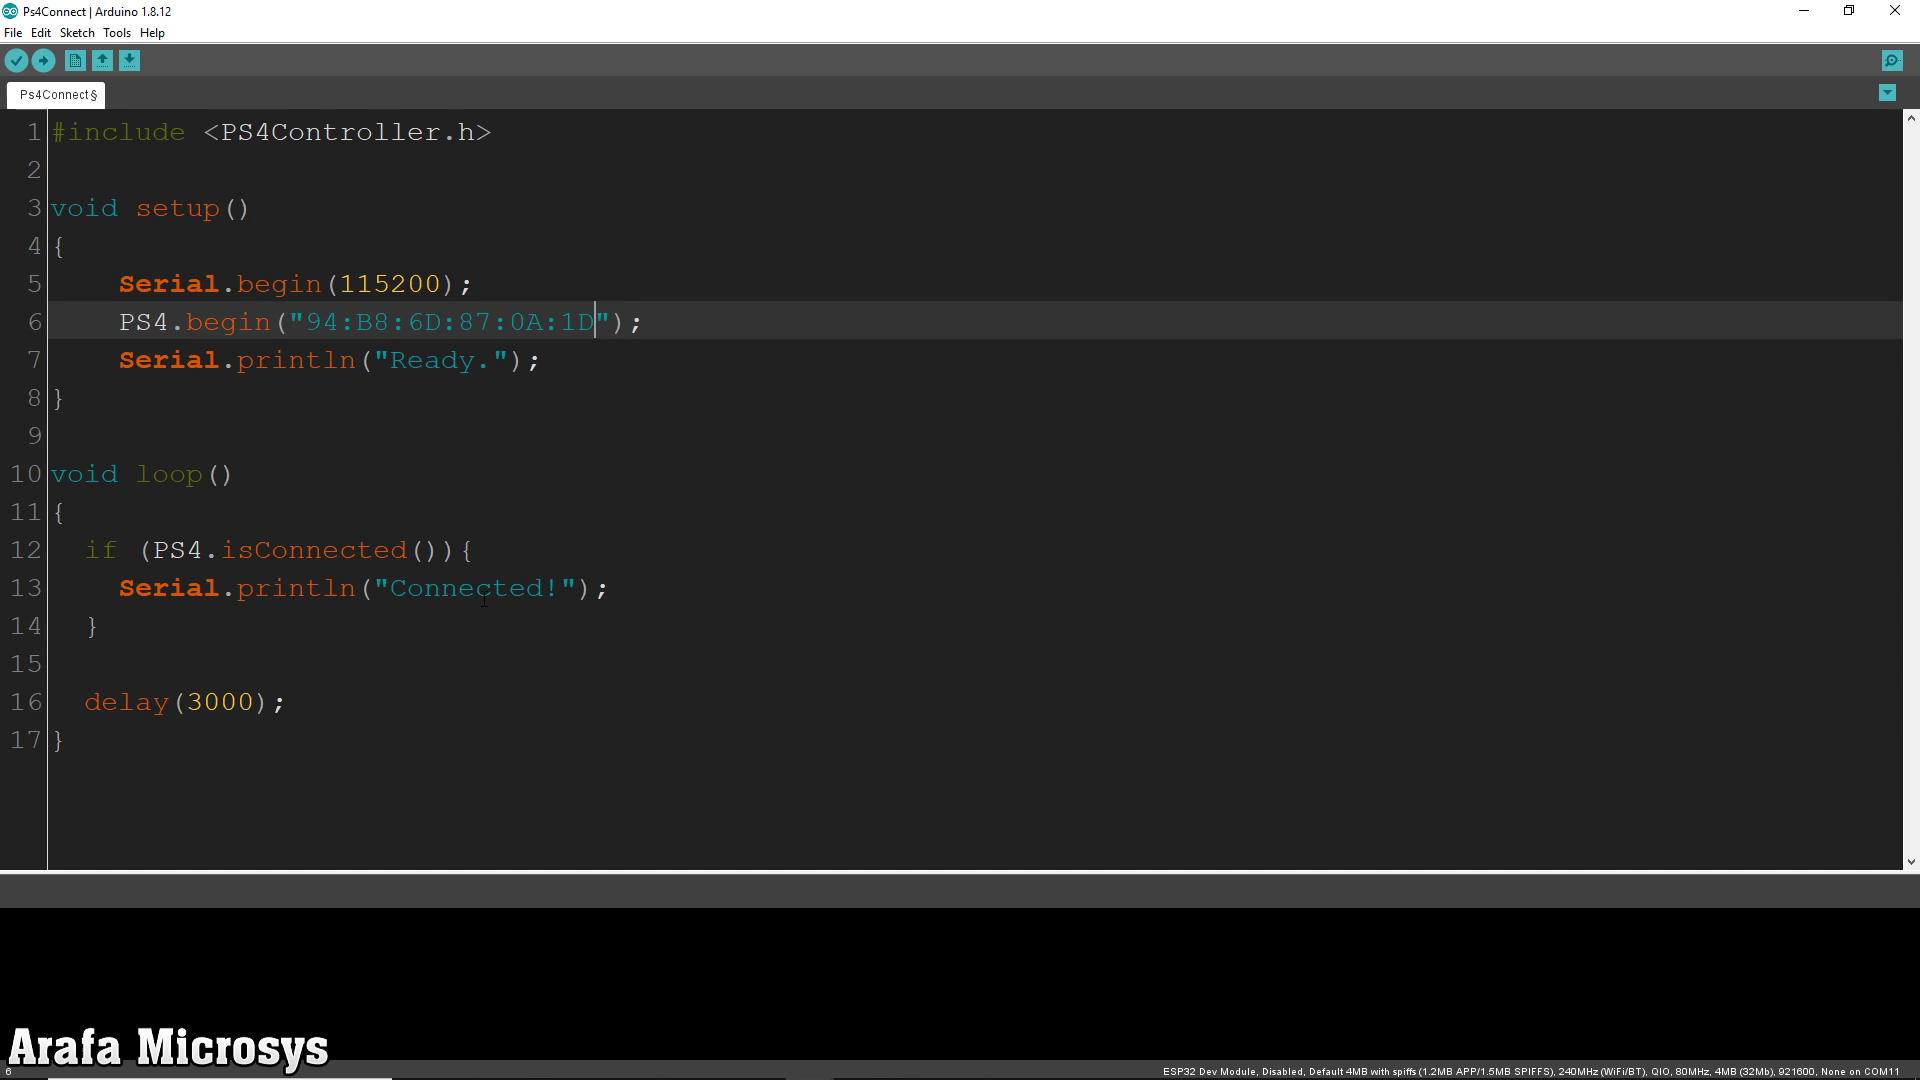 Ps4Connect | Arduino 1.8.12
File Edit Sketch Tools Help
Ps4Connect §
1 #include <PS4Controller.h>
2
3 void setup()
4 {
5     Serial.begin(115200);
6     PS4.begin("94:B8:6D:87:0A:1D");
7     Serial.println("Ready.");
8 }
9
10 void loop()
11 {
12   if (PS4.isConnected()){
13     Serial.println("Connected!");
14   }
15
16   delay(3000);
17 }
Arafa Microsys
6 ESP32 Dev Module, Disabled, Default 4MB with spiffs (1.2MB APP/1.5MB SPIFFS), 240MHz (WiFi/BT), QIO, 80MHz, 4MB (32Mb), 921600, None on COM11